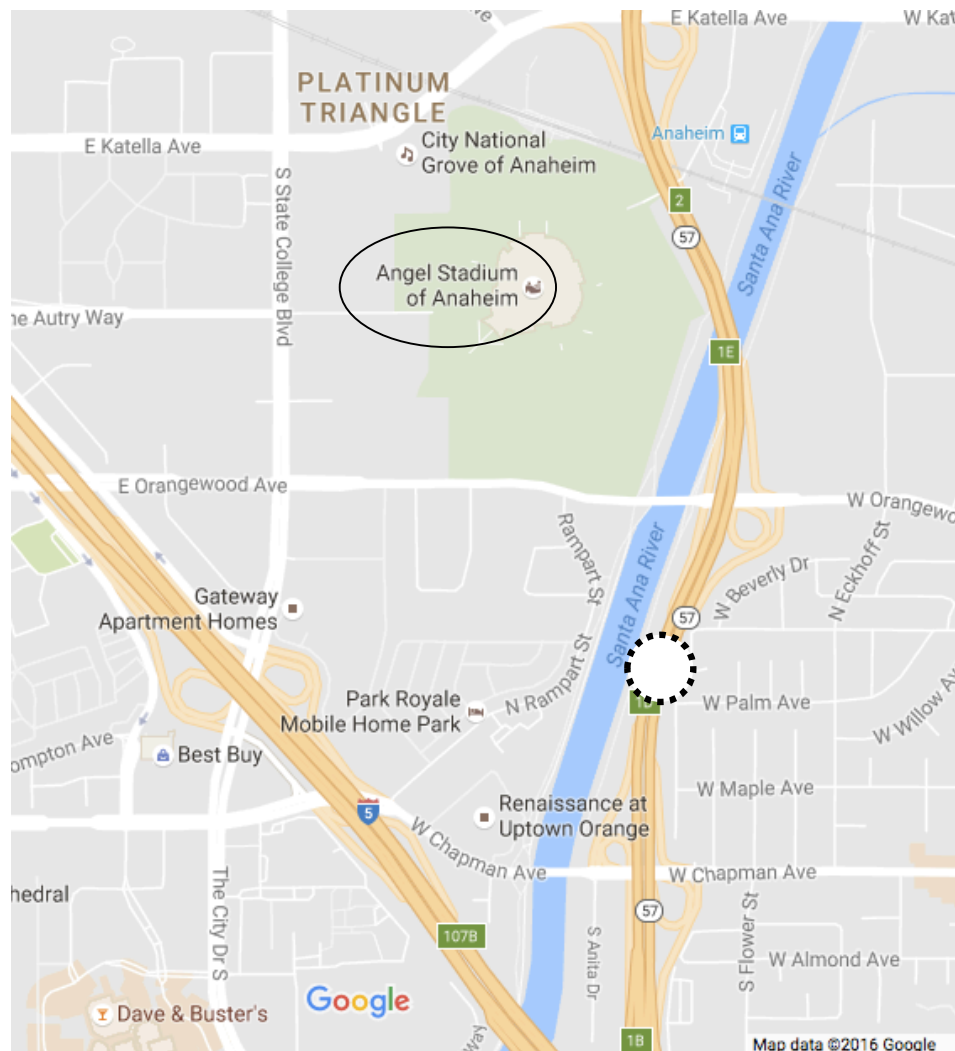 E Katella Ave
W Ka
PLATINUM
TRIANGLE
City National
Grove of Anaheim
Anaheim
E Katella Ave
2
57
S State College Blvd
Santa Ana River
Angel Stadium
of Anaheim
ne Autry Way
1E
E Orangewood Ave
W Orangewo
Rampart St
Santa Ana River
W Beverly Dr
N Eckhoff St
Gateway
Apartment Homes
57
Park Royale
Mobile Home Park
N Rampart St
W Palm Ave
W Willow Av
ompton Ave
Best Buy
W Maple Ave
5
Renaissance at
Uptown Orange
W Chapman Ave
W Chapman Ave
hedral
The City Dr S
57
S Flower St
107B
S Anita Dr
W Almond Ave
Google
Dave & Buster's
way
1B
Map data ©2016 Google